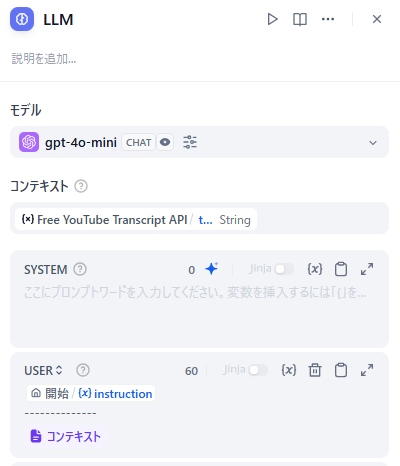 LLM
説明を追加...
モデル
gpt-4o-mini CHAT
コンテキスト
{x} Free YouTube Transcript API / t... String
SYSTEM 0 Jinja {x}
ここにプロンプトワードを入力してください。変数を挿入するには「{」を...
USER 60 Jinja {x}
開始 / {x} instruction
--------------
コンテキスト